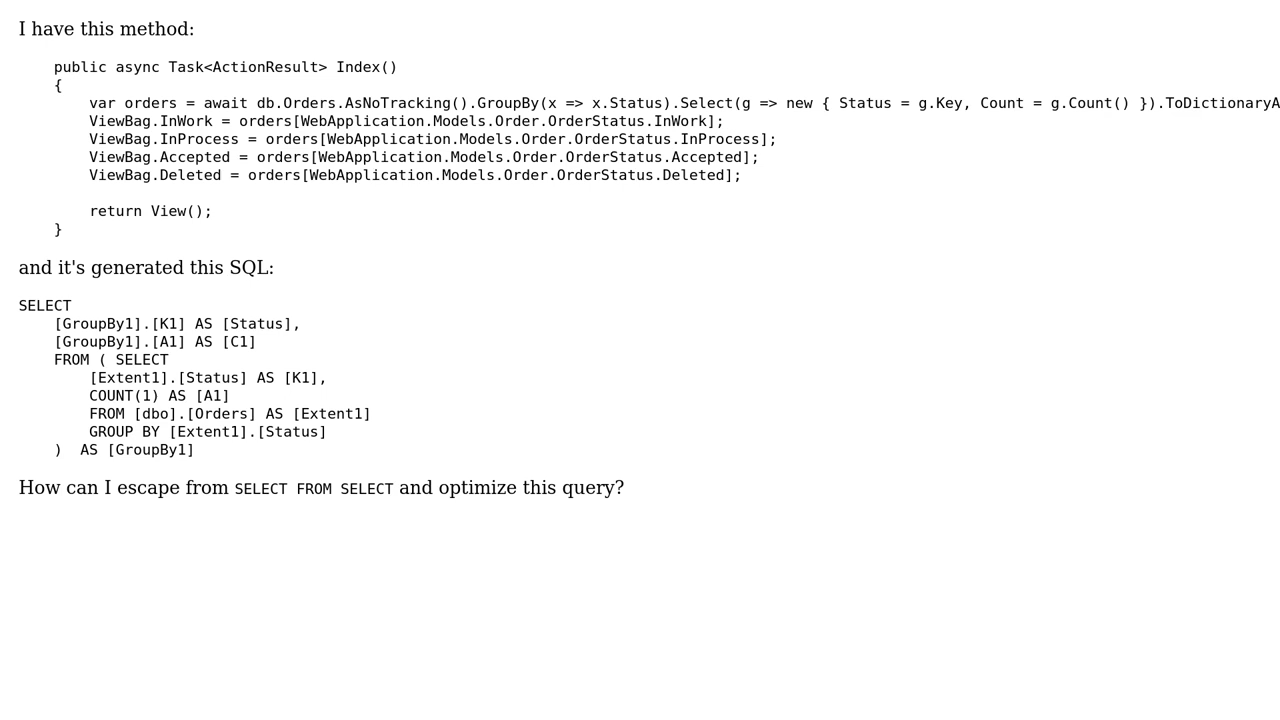 I have this method:
public async Task<ActionResult> Index()
{
var orders = await db.Orders.AsNoTracking().GroupBy(x => x.Status).Select(g => new { Status = g.Key, Count = g.Count() }).ToDictionaryA
ViewBag.InWork = orders[WebApplication.Models.Order.OrderStatus.InWork];
ViewBag.InProcess = orders[WebApplication.Models.Order.OrderStatus.InProcess];
ViewBag.Accepted = orders[WebApplication.Models.Order.OrderStatus.Accepted];
ViewBag.Deleted = orders[WebApplication.Models.Order.OrderStatus.Deleted];
return View();
}
and it's generated this SQL:
SELECT
[GroupBy1].[K1] AS [Status],
[GroupBy1].[A1] AS [C1]
FROM ( SELECT
[Extent1].[Status] AS [K1],
COUNT(1) AS [A1]
FROM [dbo].[Orders] AS [Extent1]
GROUP BY [Extent1].[Status]
)  AS [GroupBy1]
How can I escape from SELECT FROM SELECT and optimize this query?